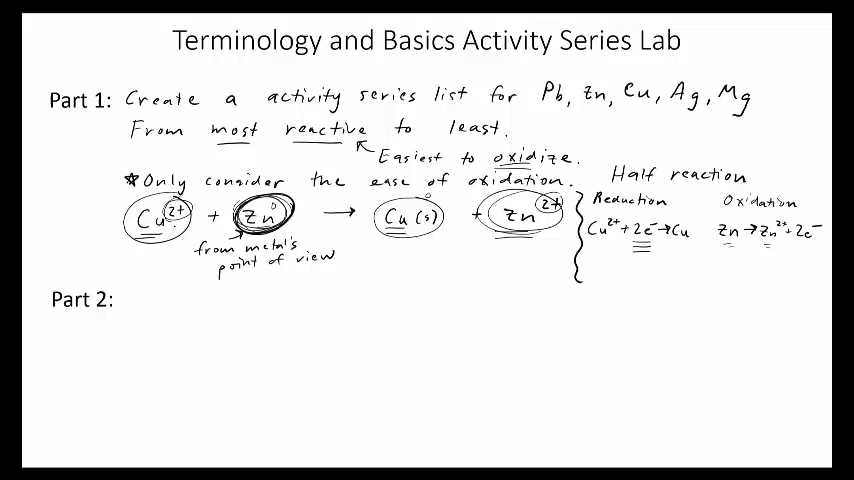 Terminology and Basics Activity Series Lab
Part 1: Create a activity series list for Pb, Zn, Cu, Ag, Mg
From most reactive to least.
Easiest to oxidize.
*Only consider the ease of oxidation.
Cu²⁺ + Zn⁰ → Cu(s)⁰ + Zn²⁺
from metal's
point of view
Half reaction
Reduction Oxidation
Cu²⁺ + 2e⁻ → Cu Zn → Zn²⁺ + 2e⁻
Part 2: